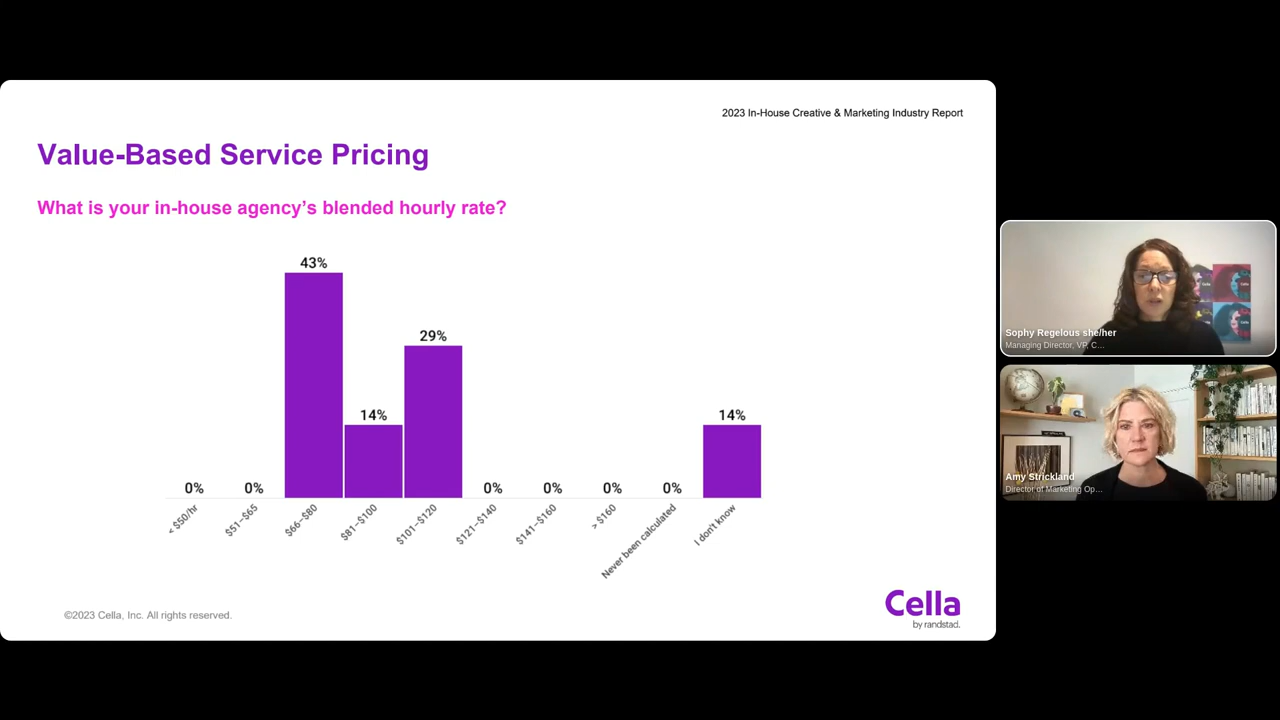 2023 In-House Creative & Marketing Industry Report
Value-Based Service Pricing
What is your in-house agency’s blended hourly rate?
43%
29%
14%
14%
0%
0%
0%
0%
0%
0%
< $50/hr
$51–$65
$66–$80
$81–$100
$101–$120
$121–$140
$141–$160
> $160
Never been calculated
I don't know
©2023 Cella, Inc. All rights reserved.
Cella
by randstad.
Sophy Regelous she/her
Managing Director, VP, C...
Amy Strickland
Director of Marketing Op...